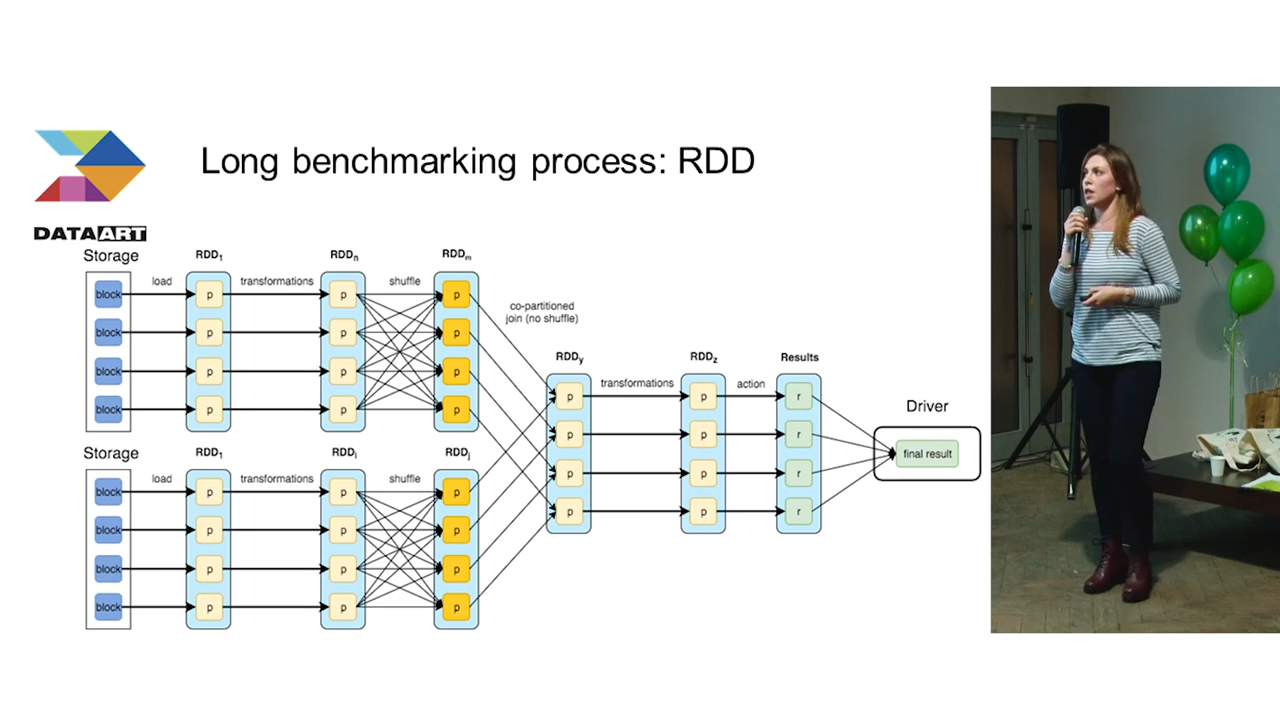 Long benchmarking process: RDD
DATAART
Storage
RDD₁
RDDₙ
RDDₘ
load
transformations
shuffle
block
p
p
p
block
p
p
p
block
p
p
p
block
p
p
p
co-partitioned
join (no shuffle)
Storage
RDD₁
RDDᵢ
RDDⱼ
load
transformations
shuffle
block
p
p
p
block
p
p
p
block
p
p
p
block
p
p
p
RDDᵧ
RDD_z
Results
transformations
action
p
p
r
p
p
r
p
p
r
p
p
r
Driver
final result